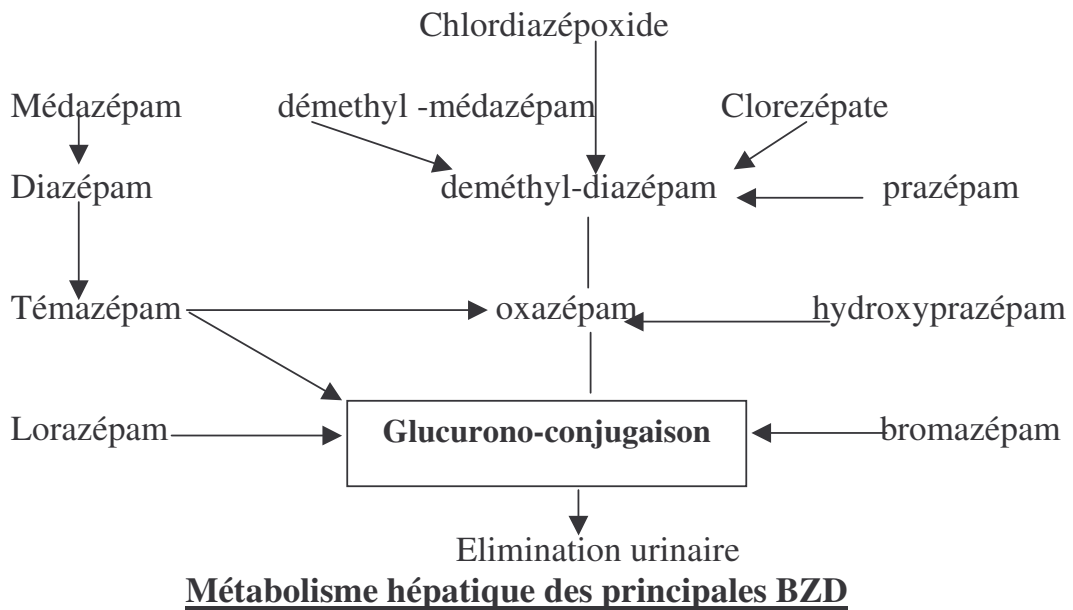 Chlordiazépoxide
Médazépam démethyl -médazépam Clorezépate
Diazépam deméthyl-diazépam prazépam
Témazépam oxazépam hydroxyprazépam
Lorazépam Glucurono-conjugaison bromazépam
Elimination urinaire
Métabolisme hépatique des principales BZD